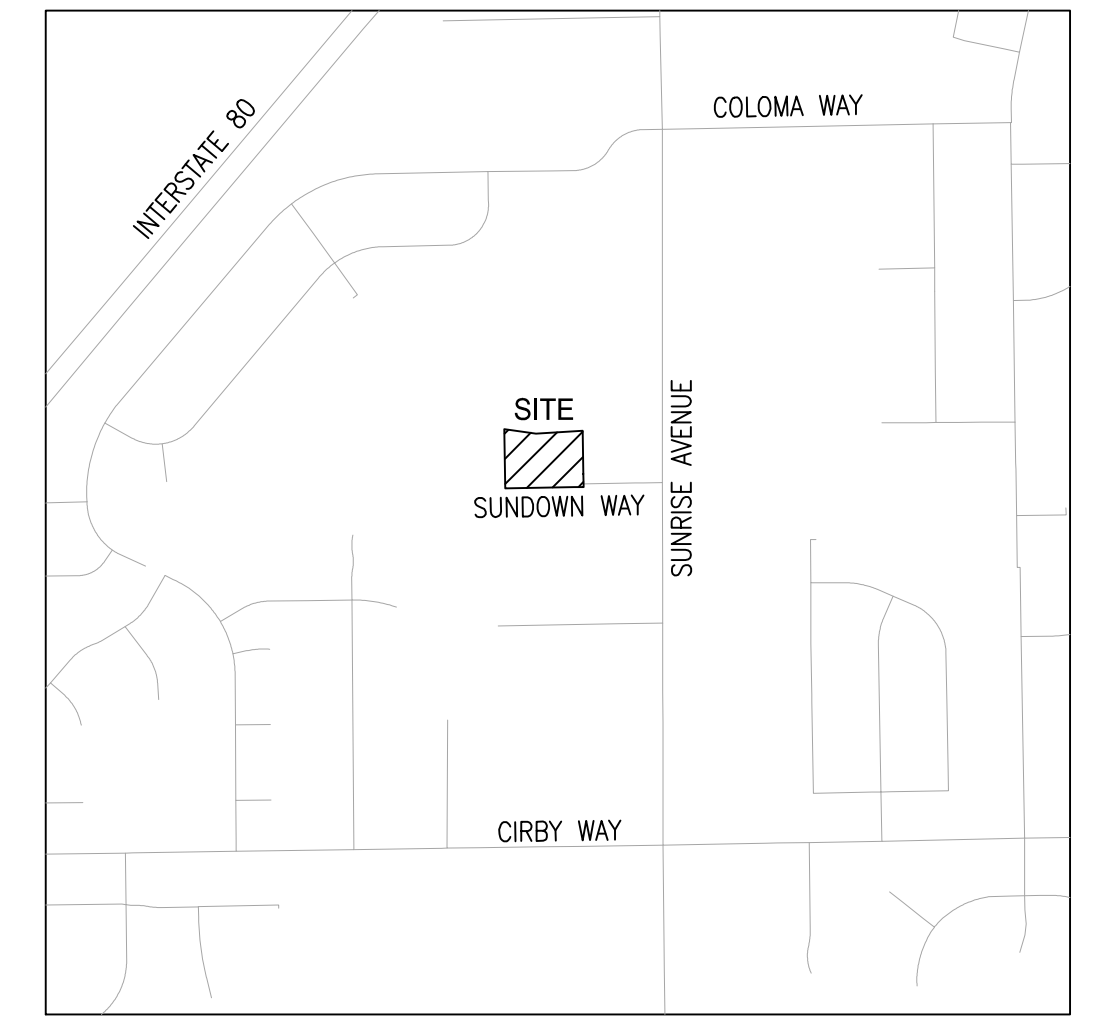 COLOMA WAY
INTERSTATE 80
SITE
SUNRISE AVENUE
SUNDOWN WAY
CIRBY WAY